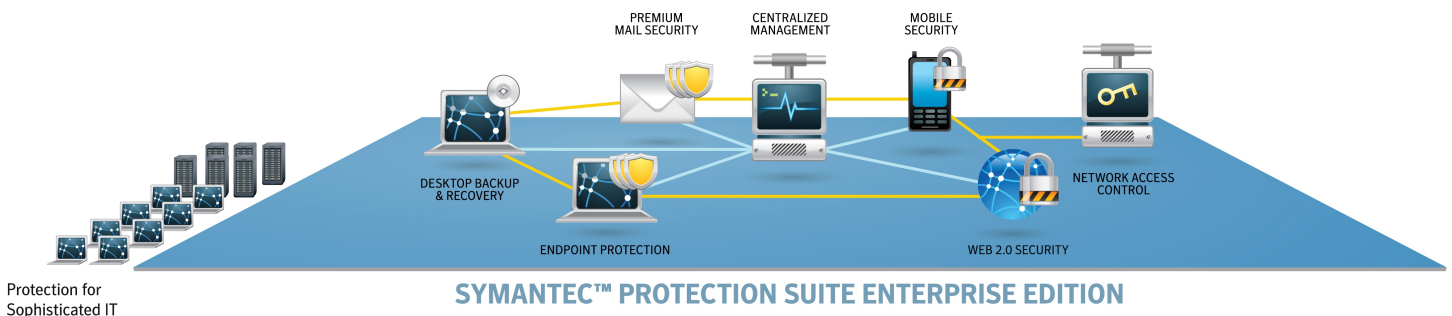 PREMIUM
MAIL SECURITY
CENTRALIZED
MANAGEMENT
MOBILE
SECURITY
DESKTOP BACKUP
& RECOVERY
NETWORK ACCESS
CONTROL
ENDPOINT PROTECTION
WEB 2.0 SECURITY
Protection for
Sophisticated IT
SYMANTEC™ PROTECTION SUITE ENTERPRISE EDITION